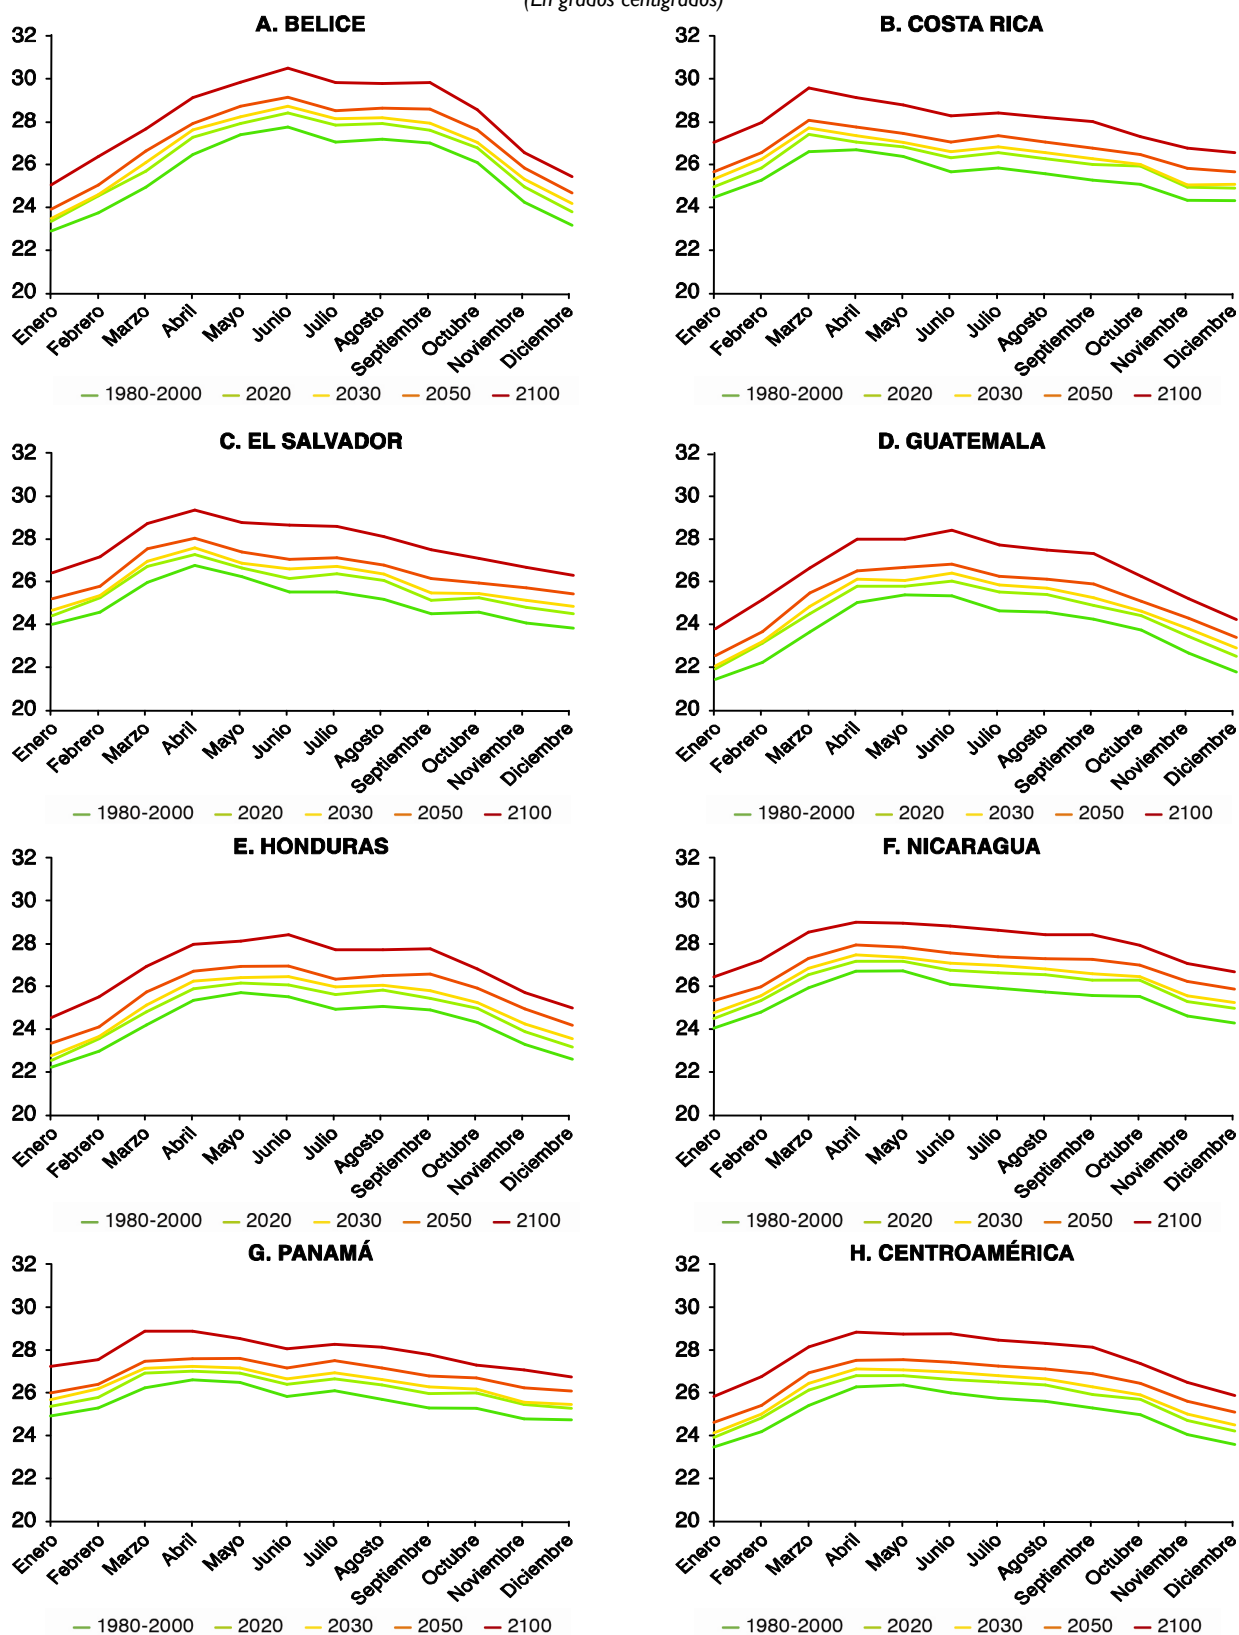 (En grados centígrados)
A. BELICE
32
30
28
26
24
22
20
Enero
Febrero
Marzo
Abril
Mayo
Junio
Julio
Agosto
Septiembre
Octubre
Noviembre
Diciembre
1980-2000 2020 2030 2050 2100
B. COSTA RICA
32
30
28
26
24
22
20
Enero
Febrero
Marzo
Abril
Mayo
Junio
Julio
Agosto
Septiembre
Octubre
Noviembre
Diciembre
1980-2000 2020 2030 2050 2100
C. EL SALVADOR
32
30
28
26
24
22
20
Enero
Febrero
Marzo
Abril
Mayo
Junio
Julio
Agosto
Septiembre
Octubre
Noviembre
Diciembre
1980-2000 2020 2030 2050 2100
D. GUATEMALA
32
30
28
26
24
22
20
Enero
Febrero
Marzo
Abril
Mayo
Junio
Julio
Agosto
Septiembre
Octubre
Noviembre
Diciembre
1980-2000 2020 2030 2050 2100
E. HONDURAS
32
30
28
26
24
22
20
Enero
Febrero
Marzo
Abril
Mayo
Junio
Julio
Agosto
Septiembre
Octubre
Noviembre
Diciembre
1980-2000 2020 2030 2050 2100
F. NICARAGUA
32
30
28
26
24
22
20
Enero
Febrero
Marzo
Abril
Mayo
Junio
Julio
Agosto
Septiembre
Octubre
Noviembre
Diciembre
1980-2000 2020 2030 2050 2100
G. PANAMÁ
32
30
28
26
24
22
20
Enero
Febrero
Marzo
Abril
Mayo
Junio
Julio
Agosto
Septiembre
Octubre
Noviembre
Diciembre
1980-2000 2020 2030 2050 2100
H. CENTROAMÉRICA
32
30
28
26
24
22
20
Enero
Febrero
Marzo
Abril
Mayo
Junio
Julio
Agosto
Septiembre
Octubre
Noviembre
Diciembre
1980-2000 2020 2030 2050 2100